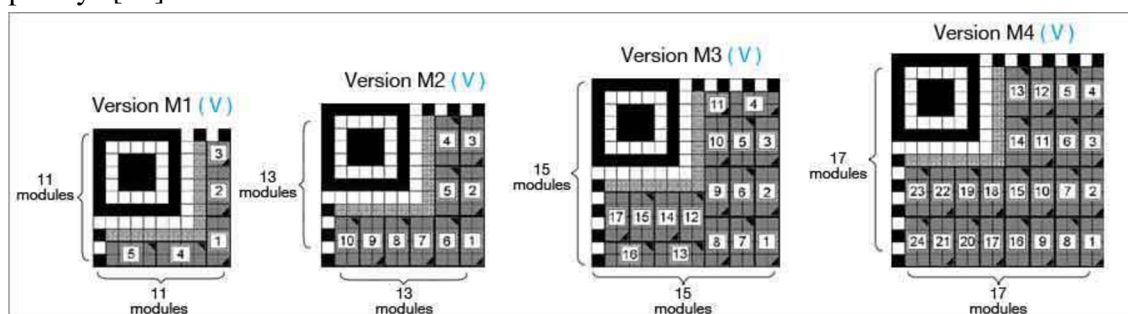 Version M1 ( V )
11
modules
3
2
1
5 4
11
modules
Version M2 ( V )
13
modules
4 3
5 2
10 9 8 7 6 1
13
modules
Version M3 ( V )
15
modules
11 4
10 5 3
9 6 2
17 15 14 12
8 7 1
16 13
15
modules
Version M4 ( V )
17
modules
13 12 5 4
14 11 6 3
23 22 19 18 15 10 7 2
24 21 20 17 16 9 8 1
17
modules